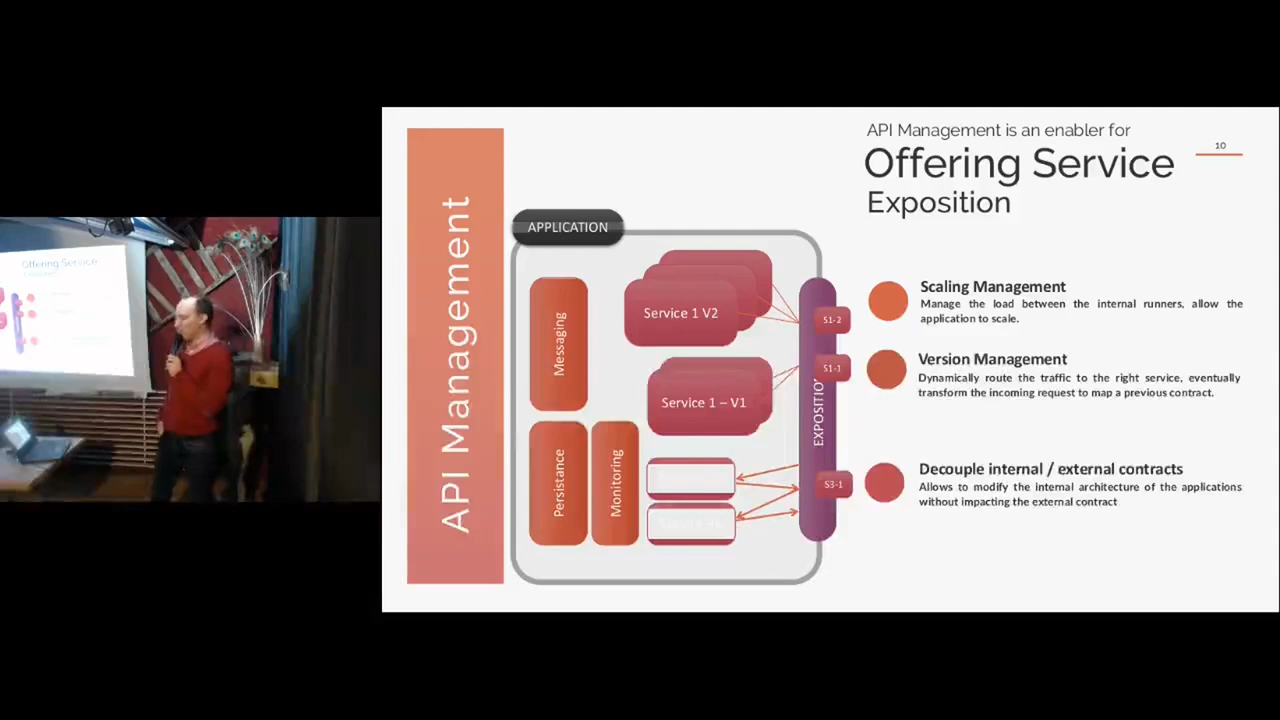 API Management is an enabler for
10
Offering Service
Exposition
API Management
APPLICATION
Messaging
Persistance
Monitoring
Service 1 V2
Service 1 – V1
S1-2
S1-1
S3-1
Scaling Management
Manage the load between the internal runners, allow the
application to scale.
Version Management
Dynamically route the traffic to the right service, eventually
transform the incoming request to map a previous contract.
Decouple internal / external contracts
Allows to modify the internal architecture of the applications
without impacting the external contract
Offering Service